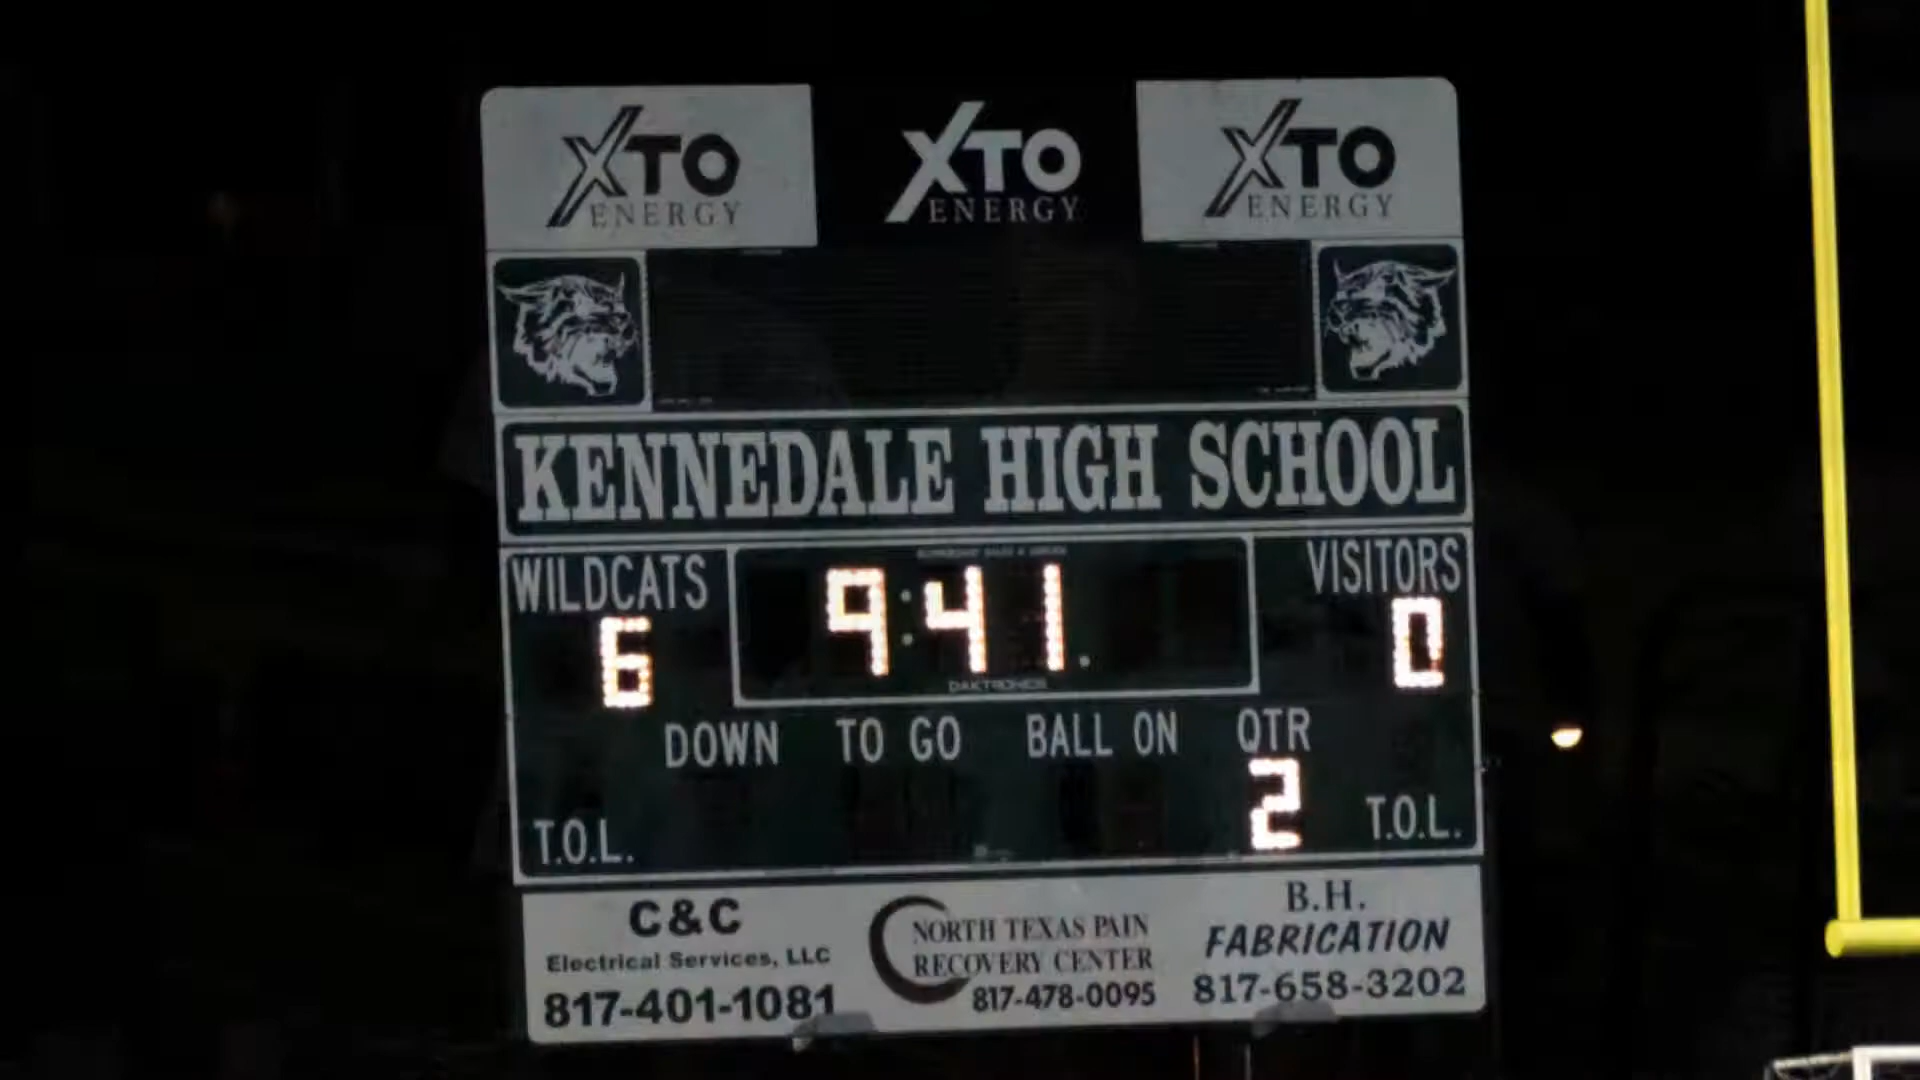 XTO XTO XTO
ENERGY ENERGY ENERGY
KENNEDALE HIGH SCHOOL
WILDCATS 9:41. VISITORS
6 0
DAKTRONICS
DOWN TO GO BALL ON QTR
2
T.O.L. T.O.L.
C&C
Electrical Services, LLC
817-401-1081
NORTH TEXAS PAIN
RECOVERY CENTER
817-478-0095
B.H.
FABRICATION
817-658-3202